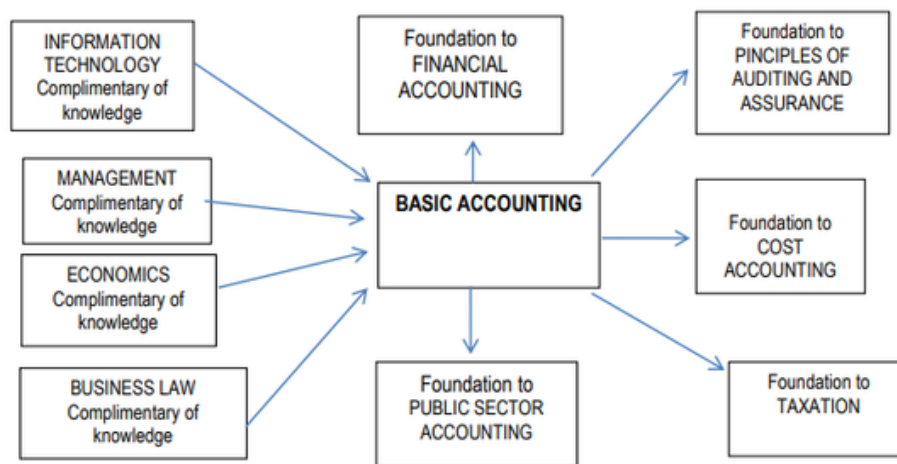 INFORMATION
TECHNOLOGY
Complimentary of
knowledge
Foundation to
FINANCIAL
ACCOUNTING
Foundation to
PINCIPLES OF
AUDITING AND
ASSURANCE
MANAGEMENT
Complimentary of
knowledge
BASIC ACCOUNTING
Foundation to
COST
ACCOUNTING
ECONOMICS
Complimentary of
knowledge
BUSINESS LAW
Complimentary of
knowledge
Foundation to
PUBLIC SECTOR
ACCOUNTING
Foundation to
TAXATION